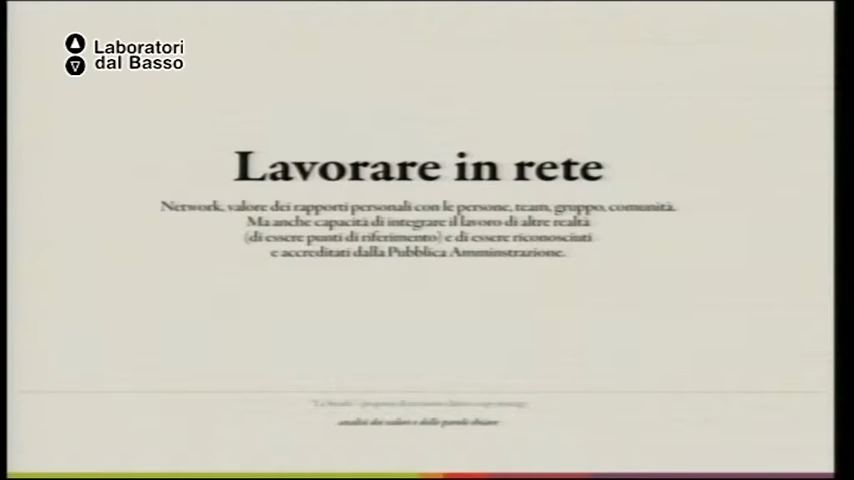 Laboratori
dal Basso
Lavorare in rete
Network, valore dei rapporti personali con le persone, team, gruppo, comunità.
Ma anche capacità di integrare il lavoro di altre realtà
(di essere punti di riferimento) e di essere riconosciuti
e accreditati dalla Pubblica Amminstrazione.
analisi dei valori e delle parole chiave